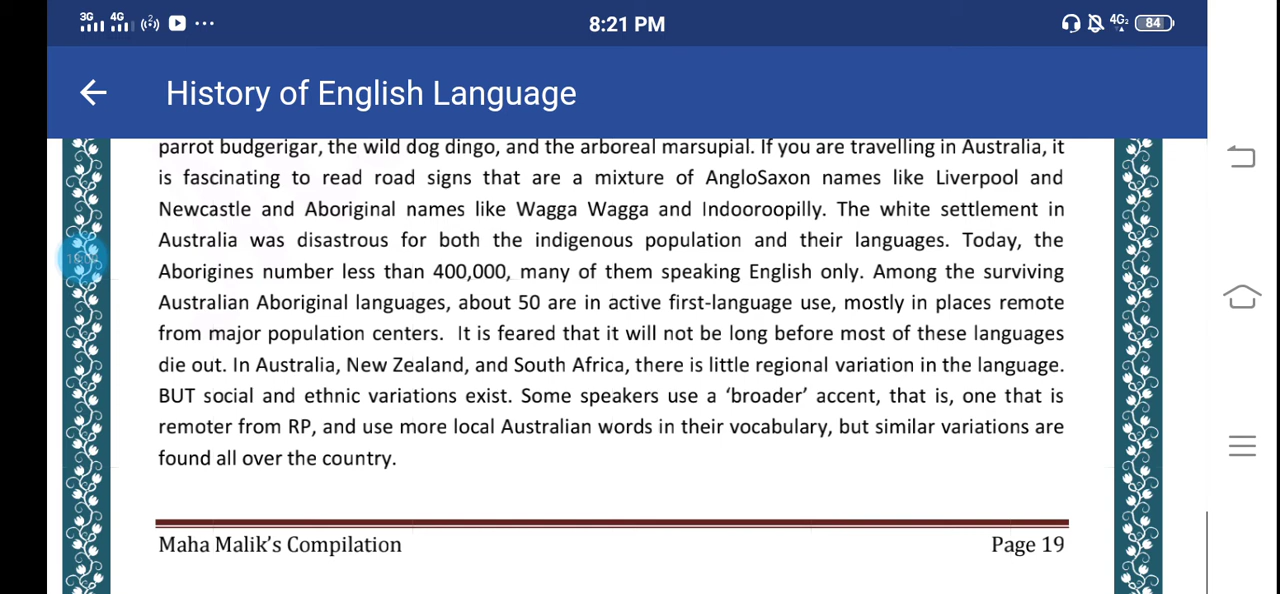 3G 4G 8:21 PM 4G2 84
History of English Language
parrot budgerigar, the wild dog dingo, and the arboreal marsupial. If you are travelling in Australia, it
is fascinating to read road signs that are a mixture of AngloSaxon names like Liverpool and
Newcastle and Aboriginal names like Wagga Wagga and Indooroopilly. The white settlement in
Australia was disastrous for both the indigenous population and their languages. Today, the
Aborigines number less than 400,000, many of them speaking English only. Among the surviving
Australian Aboriginal languages, about 50 are in active first-language use, mostly in places remote
from major population centers. It is feared that it will not be long before most of these languages
die out. In Australia, New Zealand, and South Africa, there is little regional variation in the language.
BUT social and ethnic variations exist. Some speakers use a ‘broader’ accent, that is, one that is
remoter from RP, and use more local Australian words in their vocabulary, but similar variations are
found all over the country.
Maha Malik’s Compilation Page 19